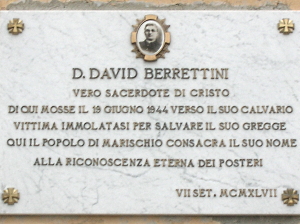 D. DAVID BERRETTINI
VERO SACERDOTE DI CRISTO
DI QUI MOSSE IL 19 GIUGNO 1944 VERSO IL SUO CALVARIO
VITTIMA IMMOLATASI PER SALVARE IL SUO GREGGE
QUI IL POPOLO DI MARISCHIO CONSACRA IL SUO NOME
ALLA RICONOSCENZA ETERNA DEI POSTERI
VII SET. MCMXLVII